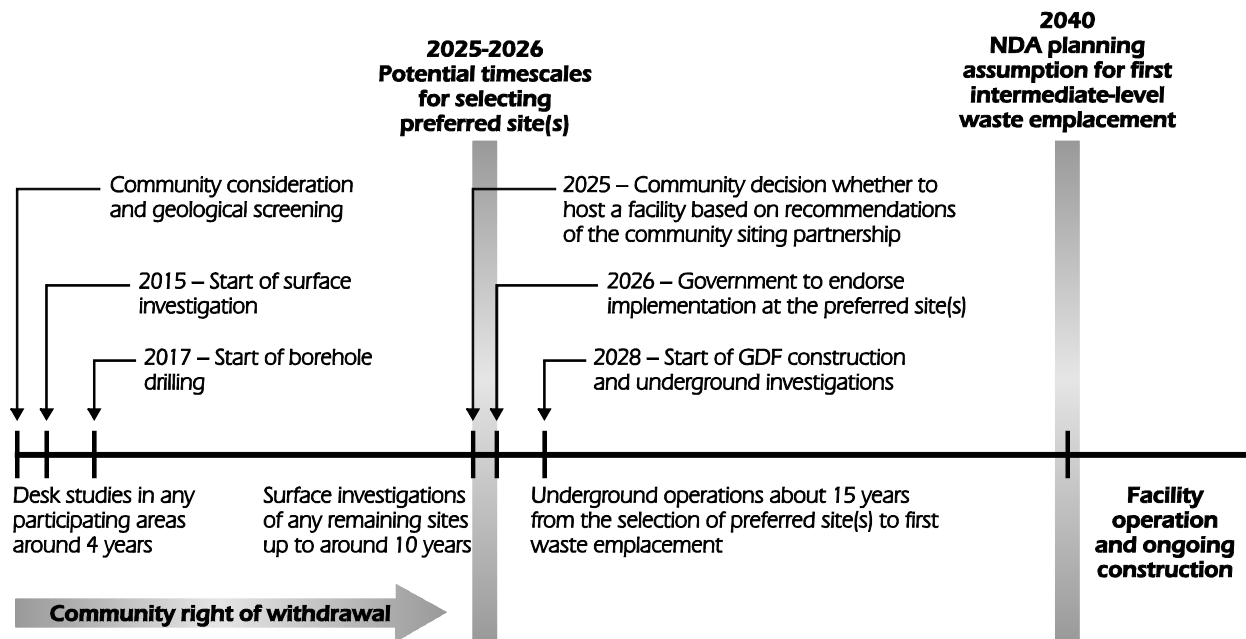 2025-2026
Potential timescales
for selecting
preferred site(s)
2040
NDA planning
assumption for first
intermediate-level
waste emplacement
Community consideration
and geological screening
2015 – Start of surface
investigation
2017 – Start of borehole
drilling
2025 – Community decision whether to
host a facility based on recommendations
of the community siting partnership
2026 – Government to endorse
implementation at the preferred site(s)
2028 – Start of GDF construction
and underground investigations
Desk studies in any
participating areas
around 4 years
Surface investigations
of any remaining sites
up to around 10 years
Underground operations about 15 years
from the selection of preferred site(s) to first
waste emplacement
Facility
operation
and ongoing
construction
Community right of withdrawal